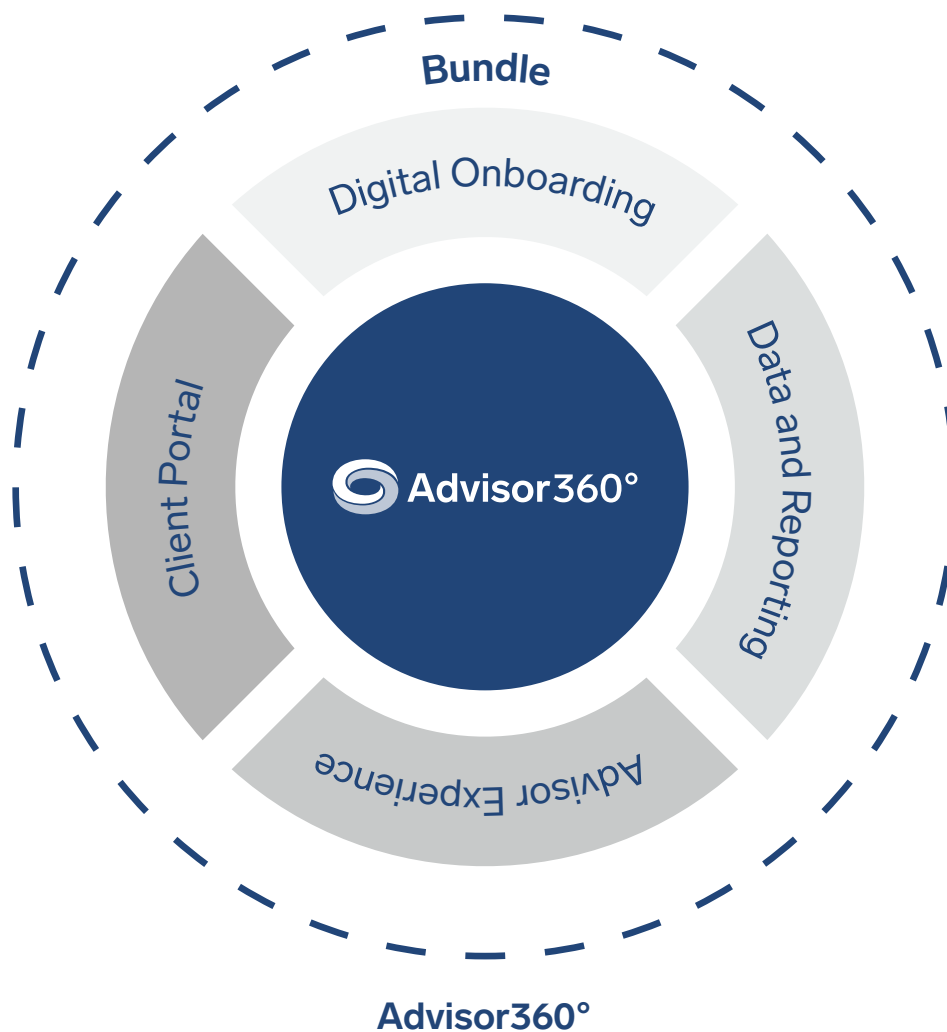 Bundle
Digital Onboarding
Data and Reporting
Advisor Experience
Client Portal
Advisor360°
Advisor360°